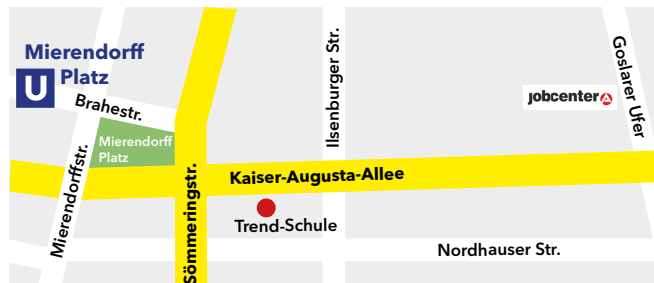 Mierendorff
Platz
U
Brahestr.
Mierendorff
Platz
Mierendorffstr.
Sömmeringstr.
Kaiser-Augusta-Allee
Trend-Schule
Ilsenburger Str.
Nordhauser Str.
jobcenter
Goslarer Ufer